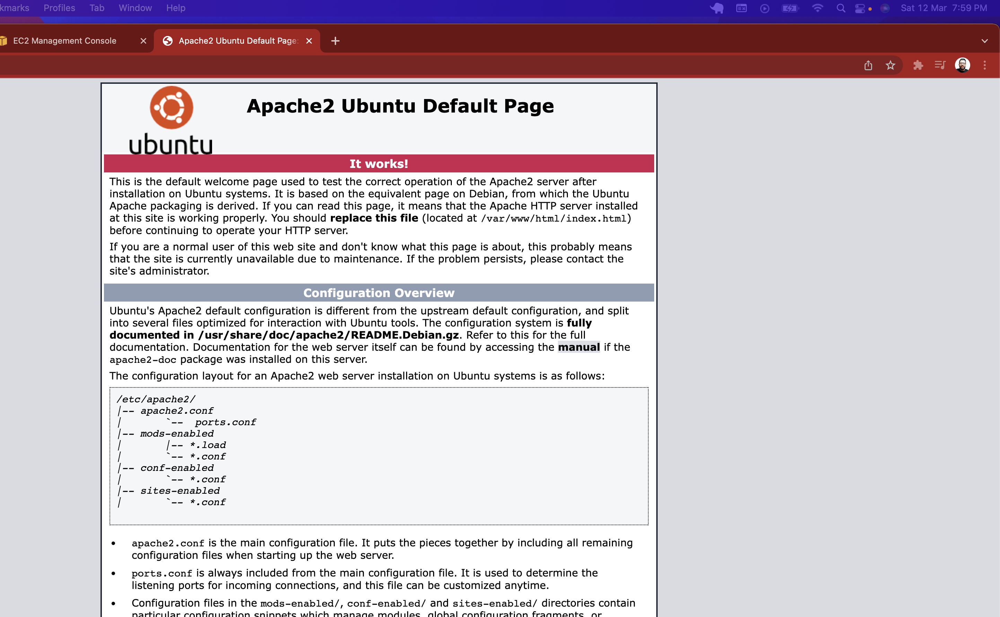 kmarks Profiles Tab Window Help Sat 12 Mar 7:59 PM
EC2 Management Console Apache2 Ubuntu Default Page:
Apache2 Ubuntu Default Page
ubuntu
It works!
This is the default welcome page used to test the correct operation of the Apache2 server after
installation on Ubuntu systems. It is based on the equivalent page on Debian, from which the Ubuntu
Apache packaging is derived. If you can read this page, it means that the Apache HTTP server installed
at this site is working properly. You should replace this file (located at /var/www/html/index.html)
before continuing to operate your HTTP server.
If you are a normal user of this web site and don't know what this page is about, this probably means
that the site is currently unavailable due to maintenance. If the problem persists, please contact the
site's administrator.
Configuration Overview
Ubuntu's Apache2 default configuration is different from the upstream default configuration, and split
into several files optimized for interaction with Ubuntu tools. The configuration system is fully
documented in /usr/share/doc/apache2/README.Debian.gz. Refer to this for the full
documentation. Documentation for the web server itself can be found by accessing the manual if the
apache2-doc package was installed on this server.
The configuration layout for an Apache2 web server installation on Ubuntu systems is as follows:
/etc/apache2/
|-- apache2.conf
|       `--  ports.conf
|-- mods-enabled
|       |-- *.load
|       `-- *.conf
|-- conf-enabled
|       `-- *.conf
|-- sites-enabled
|       `-- *.conf
• apache2.conf is the main configuration file. It puts the pieces together by including all remaining
configuration files when starting up the web server.
• ports.conf is always included from the main configuration file. It is used to determine the
listening ports for incoming connections, and this file can be customized anytime.
• Configuration files in the mods-enabled/, conf-enabled/ and sites-enabled/ directories contain
particular configuration snippets which manage modules, global configuration fragments, or